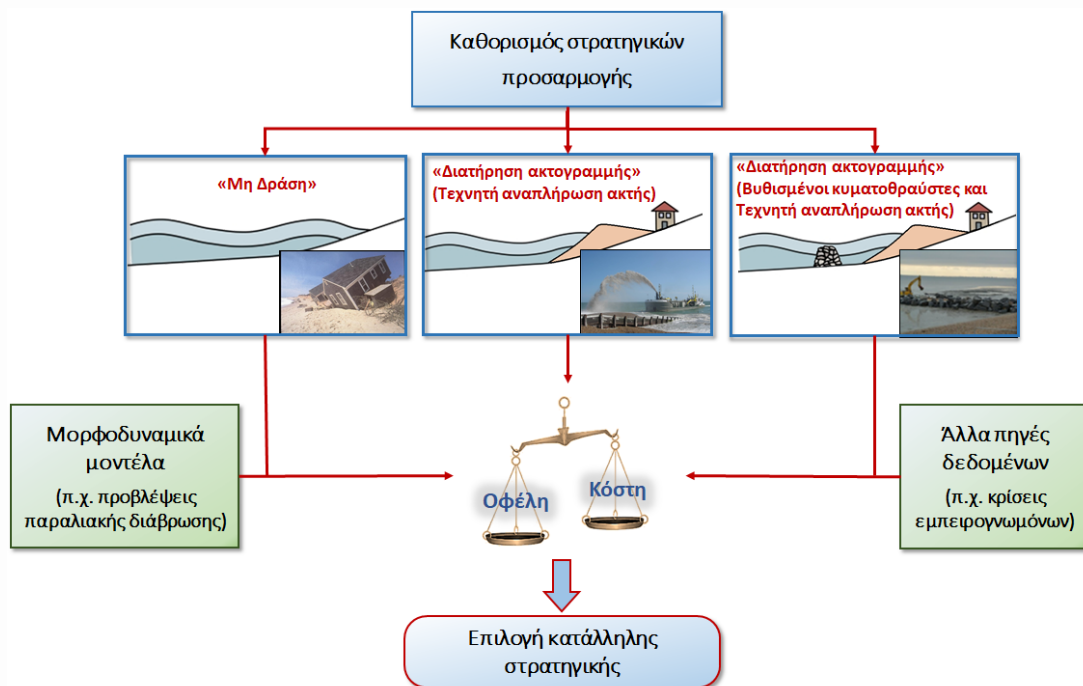 Καθορισμός στρατηγικών
προσαρμογής
«Μη Δράση»
«Διατήρηση ακτογραμμής»
(Τεχνητή αναπλήρωση ακτής)
«Διατήρηση ακτογραμμής»
(Βυθισμένοι κυματοθραύστες και
Τεχνητή αναπλήρωση ακτής)
Μορφοδυναμικά
μοντέλα
(π.χ. προβλέψεις
παραλιακής διάβρωσης)
Οφέλη
Κόστη
Άλλα πηγές
δεδομένων
(π.χ. κρίσεις
εμπειρογνωμόνων)
Επιλογή κατάλληλης
στρατηγικής